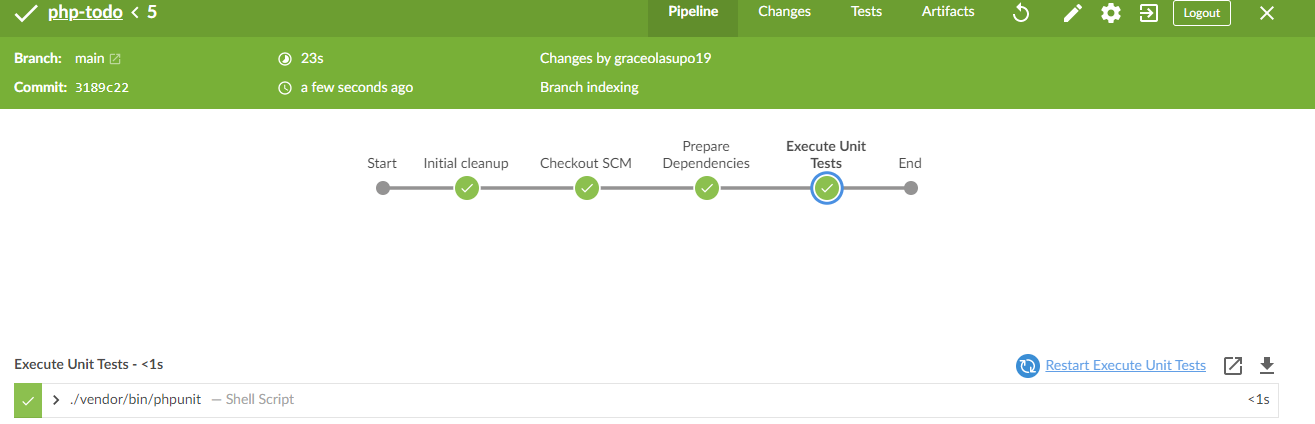 php-todo < 5 Pipeline Changes Tests Artifacts Logout
Branch: main 23s Changes by graceolasupo19
Commit: 3189c22 a few seconds ago Branch indexing
Start Initial cleanup Checkout SCM Prepare Dependencies Execute Unit Tests End
Execute Unit Tests - <1s Restart Execute Unit Tests
./vendor/bin/phpunit — Shell Script <1s